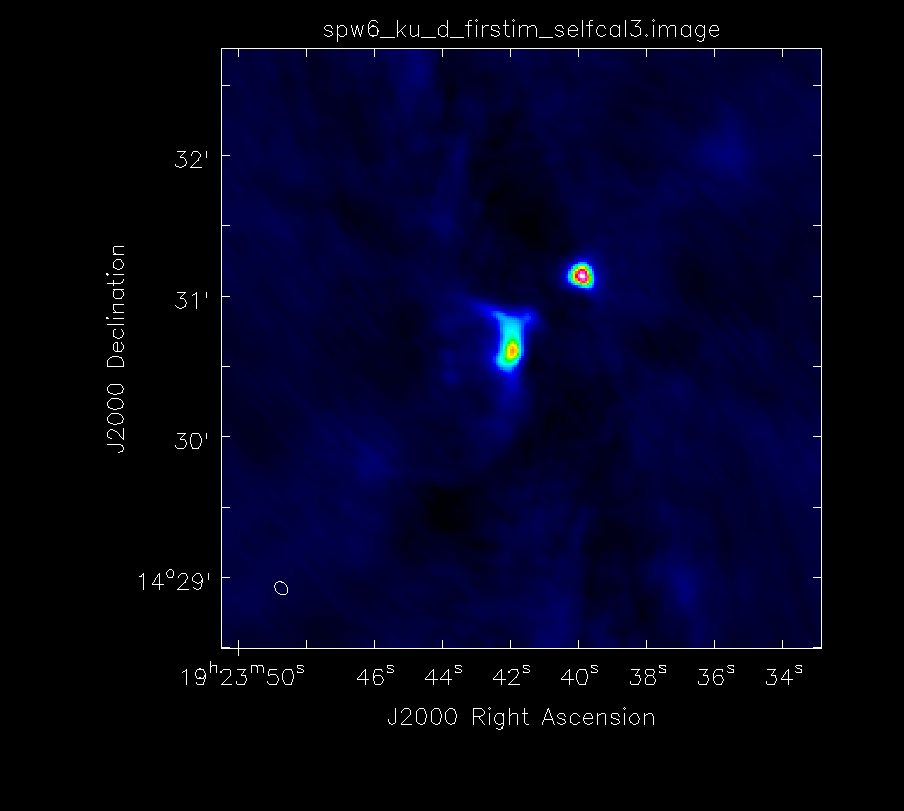 spw6_ku_d_firstim_selfcal3.image
J2000 Declination
32'
31'
30'
14°29'
19ʰ23ᵐ50ˢ 46ˢ 44ˢ 42ˢ 40ˢ 38ˢ 36ˢ 34ˢ
J2000 Right Ascension